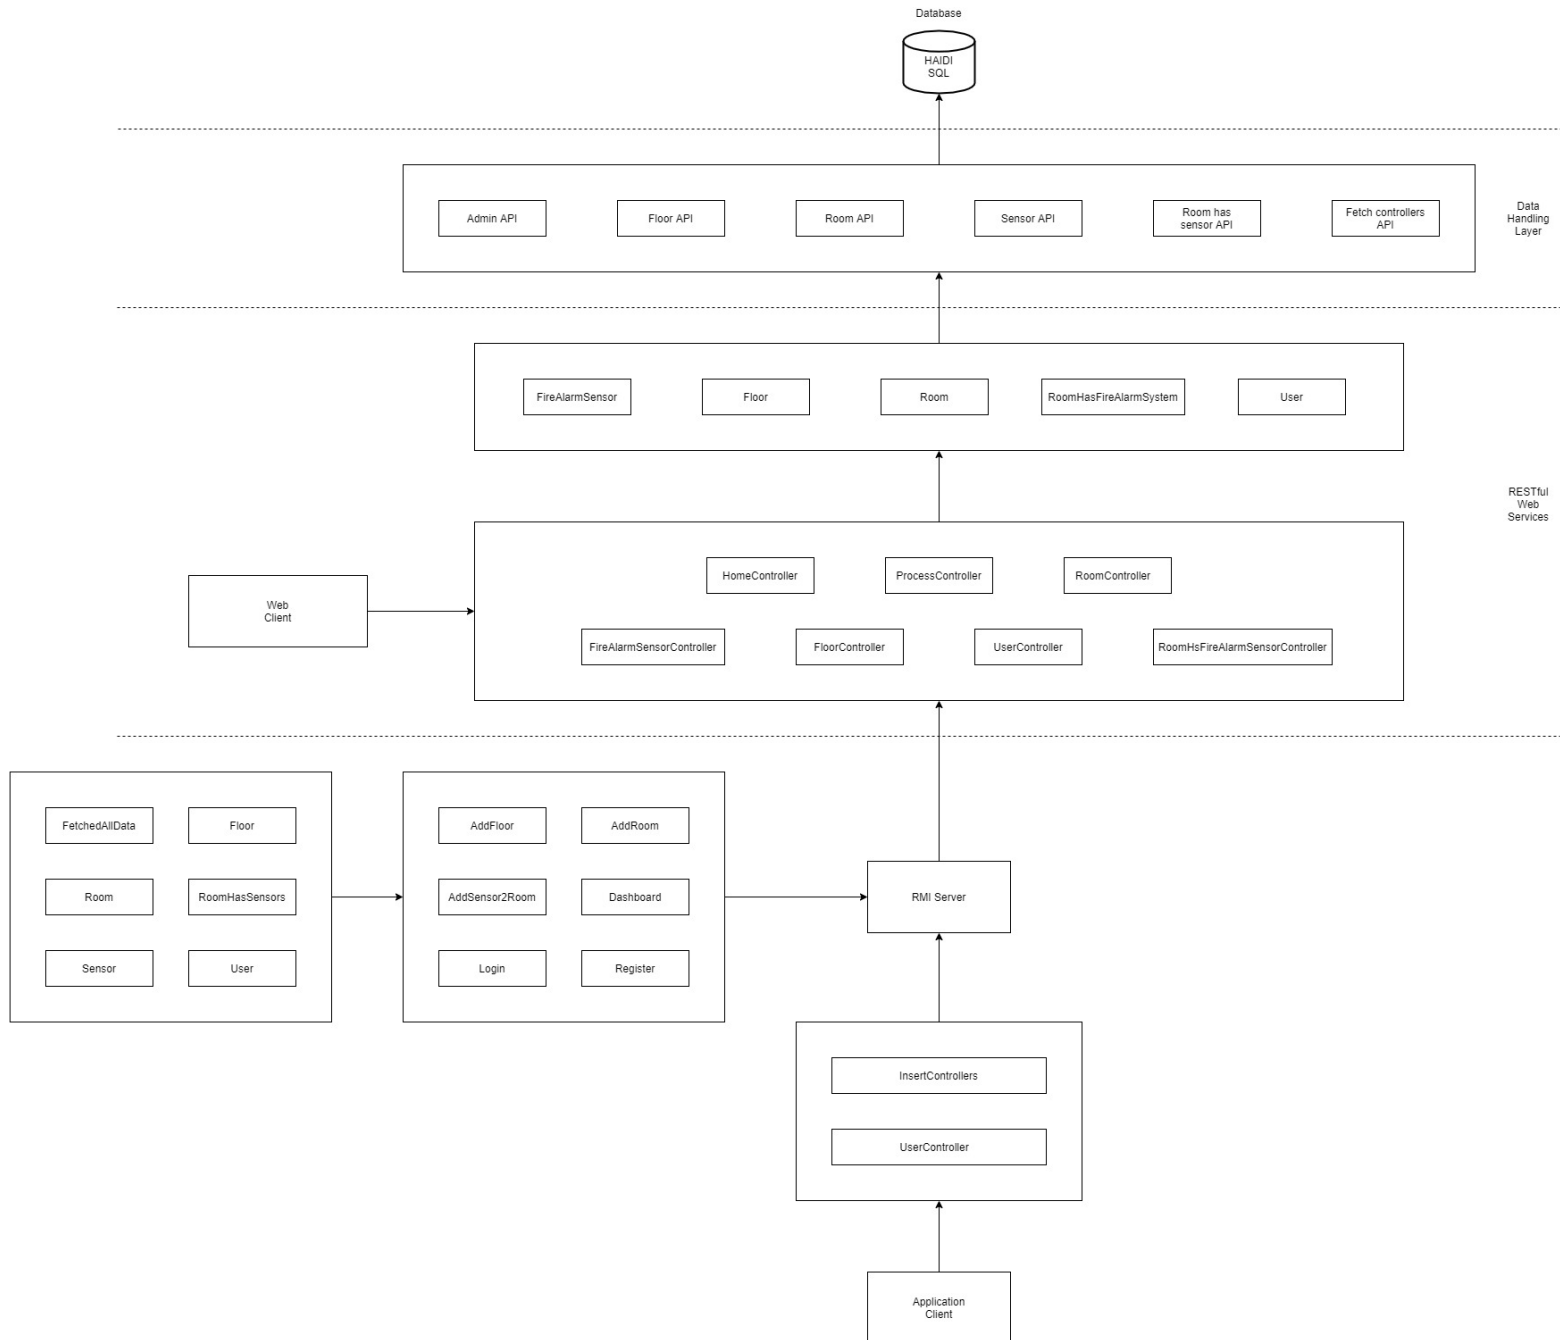 Database
HAIDI
SQL
Admin API
Floor API
Room API
Sensor API
Room has
sensor API
Fetch controllers
API
Data
Handling
Layer
FireAlarmSensor
Floor
Room
RoomHasFireAlarmSystem
User
RESTful
Web
Services
HomeController
ProcessController
RoomController
Web
Client
FireAlarmSensorController
FloorController
UserController
RoomHsFireAlarmSensorController
FetchedAllData
Floor
Room
RoomHasSensors
Sensor
User
AddFloor
AddRoom
AddSensor2Room
Dashboard
Login
Register
RMI Server
InsertControllers
UserController
Application
Client